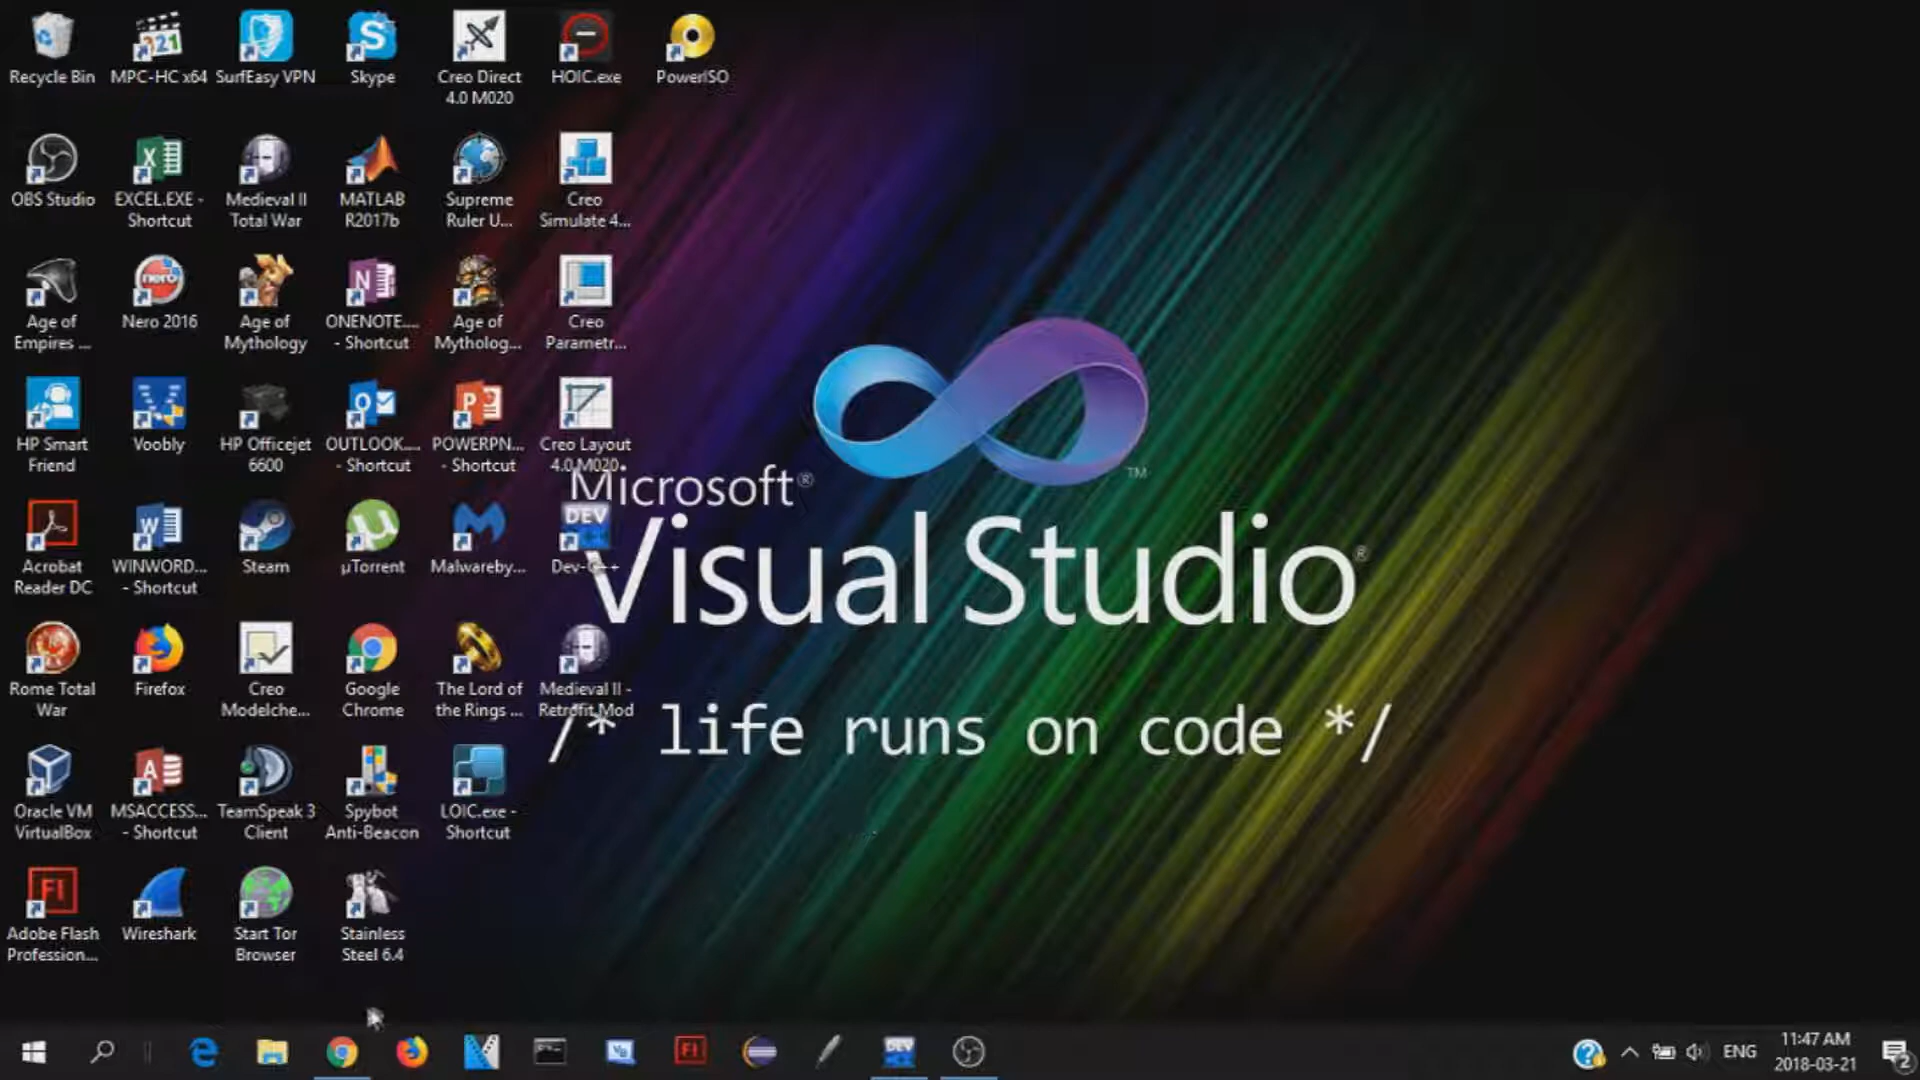 Recycle Bin
MPC-HC x64
SurfEasy VPN
Skype
Creo Direct
4.0 M020
HOIC.exe
PowerISO
OBS Studio
EXCEL.EXE -
Shortcut
Medieval II
Total War
MATLAB
R2017b
Supreme
Ruler U...
Creo
Simulate 4...
Age of
Empires ...
Nero 2016
Age of
Mythology
ONENOTE....
- Shortcut
Age of
Mytholog...
Creo
Parametr...
HP Smart
Friend
Voobly
HP Officejet
6600
OUTLOOK....
- Shortcut
POWERPN...
- Shortcut
Creo Layout
4.0 M020
Microsoft®
TM
Visual Studio®
Acrobat
Reader DC
WINWORD...
- Shortcut
Steam
µTorrent
Malwareby...
DEV
Dev-C++
Rome Total
War
Firefox
Creo
Modelche...
Google
Chrome
The Lord of
the Rings ...
Medieval II -
Retrofit Mod
/* life runs on code */
Oracle VM
VirtualBox
MSACCESS...
- Shortcut
TeamSpeak 3
Client
Spybot
Anti-Beacon
LOIC.exe -
Shortcut
Adobe Flash
Profession...
Wireshark
Start Tor
Browser
Stainless
Steel 6.4
DEV
ENG
11:47 AM
2018-03-21
2